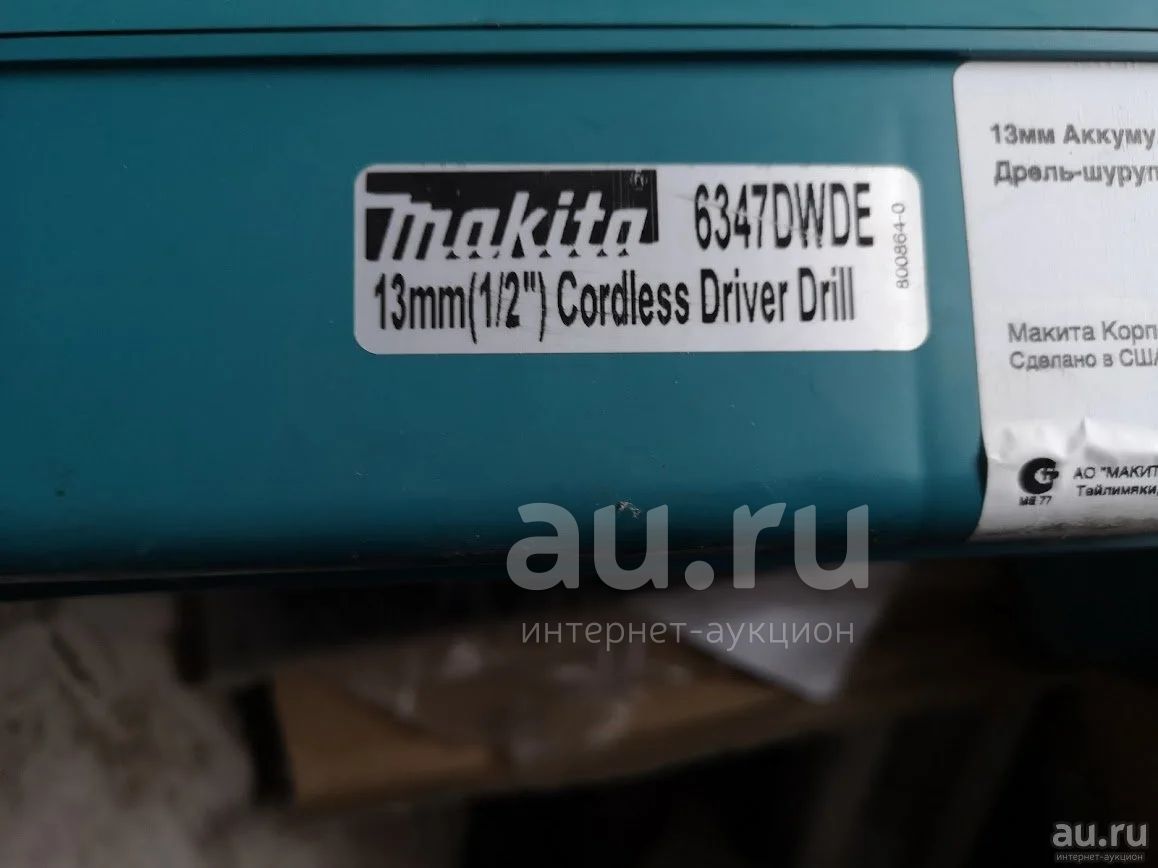 makita 6347DWDE
800864-0
13mm(1/2") Cordless Driver Drill
13мм Аккуму
Дрель-шуруп
Макита Корп
Сделано в США
АО "МАКИТ
МЕ 77 Тайлимяки,
au.ru
интернет-аукцион
au.ru
интернет-аукцион